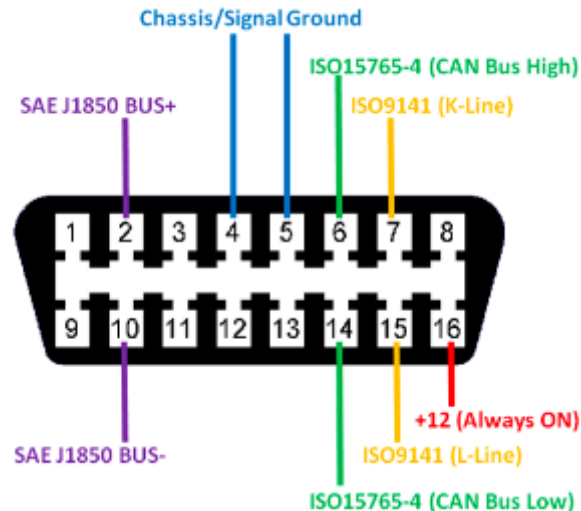 Chassis/Signal Ground
ISO15765-4 (CAN Bus High)
SAE J1850 BUS+
ISO9141 (K-Line)
1 2 3 4 5 6 7 8
9 10 11 12 13 14 15 16
+12 (Always ON)
SAE J1850 BUS-
ISO9141 (L-Line)
ISO15765-4 (CAN Bus Low)